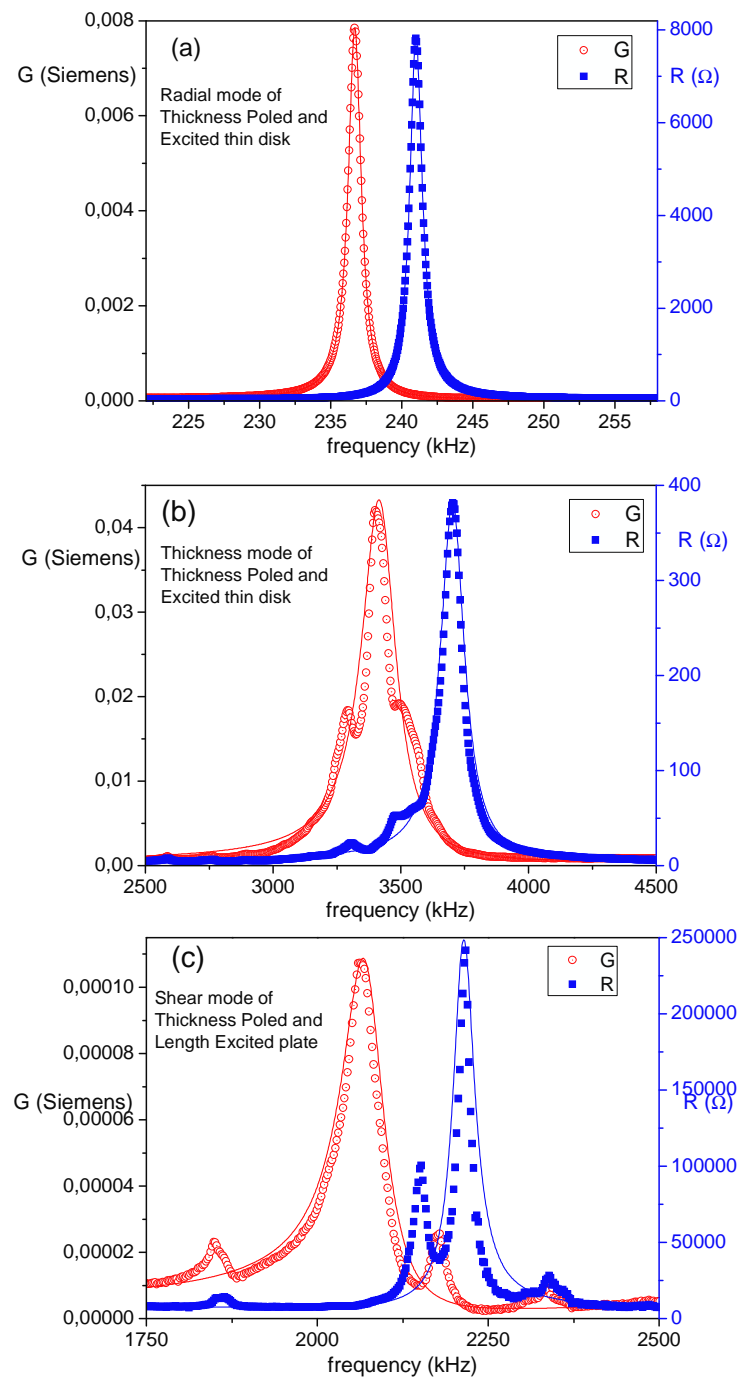 (a)
G
R
G (Siemens)
R (Ω)
Radial mode of
Thickness Poled and
Excited thin disk
0,008
0,006
0,004
0,002
0,000
8000
6000
4000
2000
0
225 230 235 240 245 250 255
frequency (kHz)
(b)
G
R
G (Siemens)
R (Ω)
Thickness mode of
Thickness Poled and
Excited thin disk
0,04
0,03
0,02
0,01
0,00
400
300
200
100
0
2500 3000 3500 4000 4500
frequency (kHz)
(c)
G
R
Shear mode of
Thickness Poled and
Length Excited plate
G (Siemens)
R (Ω)
0,00010
0,00008
0,00006
0,00004
0,00002
0,00000
250000
200000
150000
100000
50000
0
1750 2000 2250 2500
frequency (kHz)